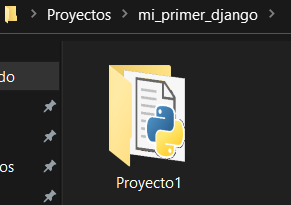 Proyectos > mi_primer_django >
do
os
Proyecto1